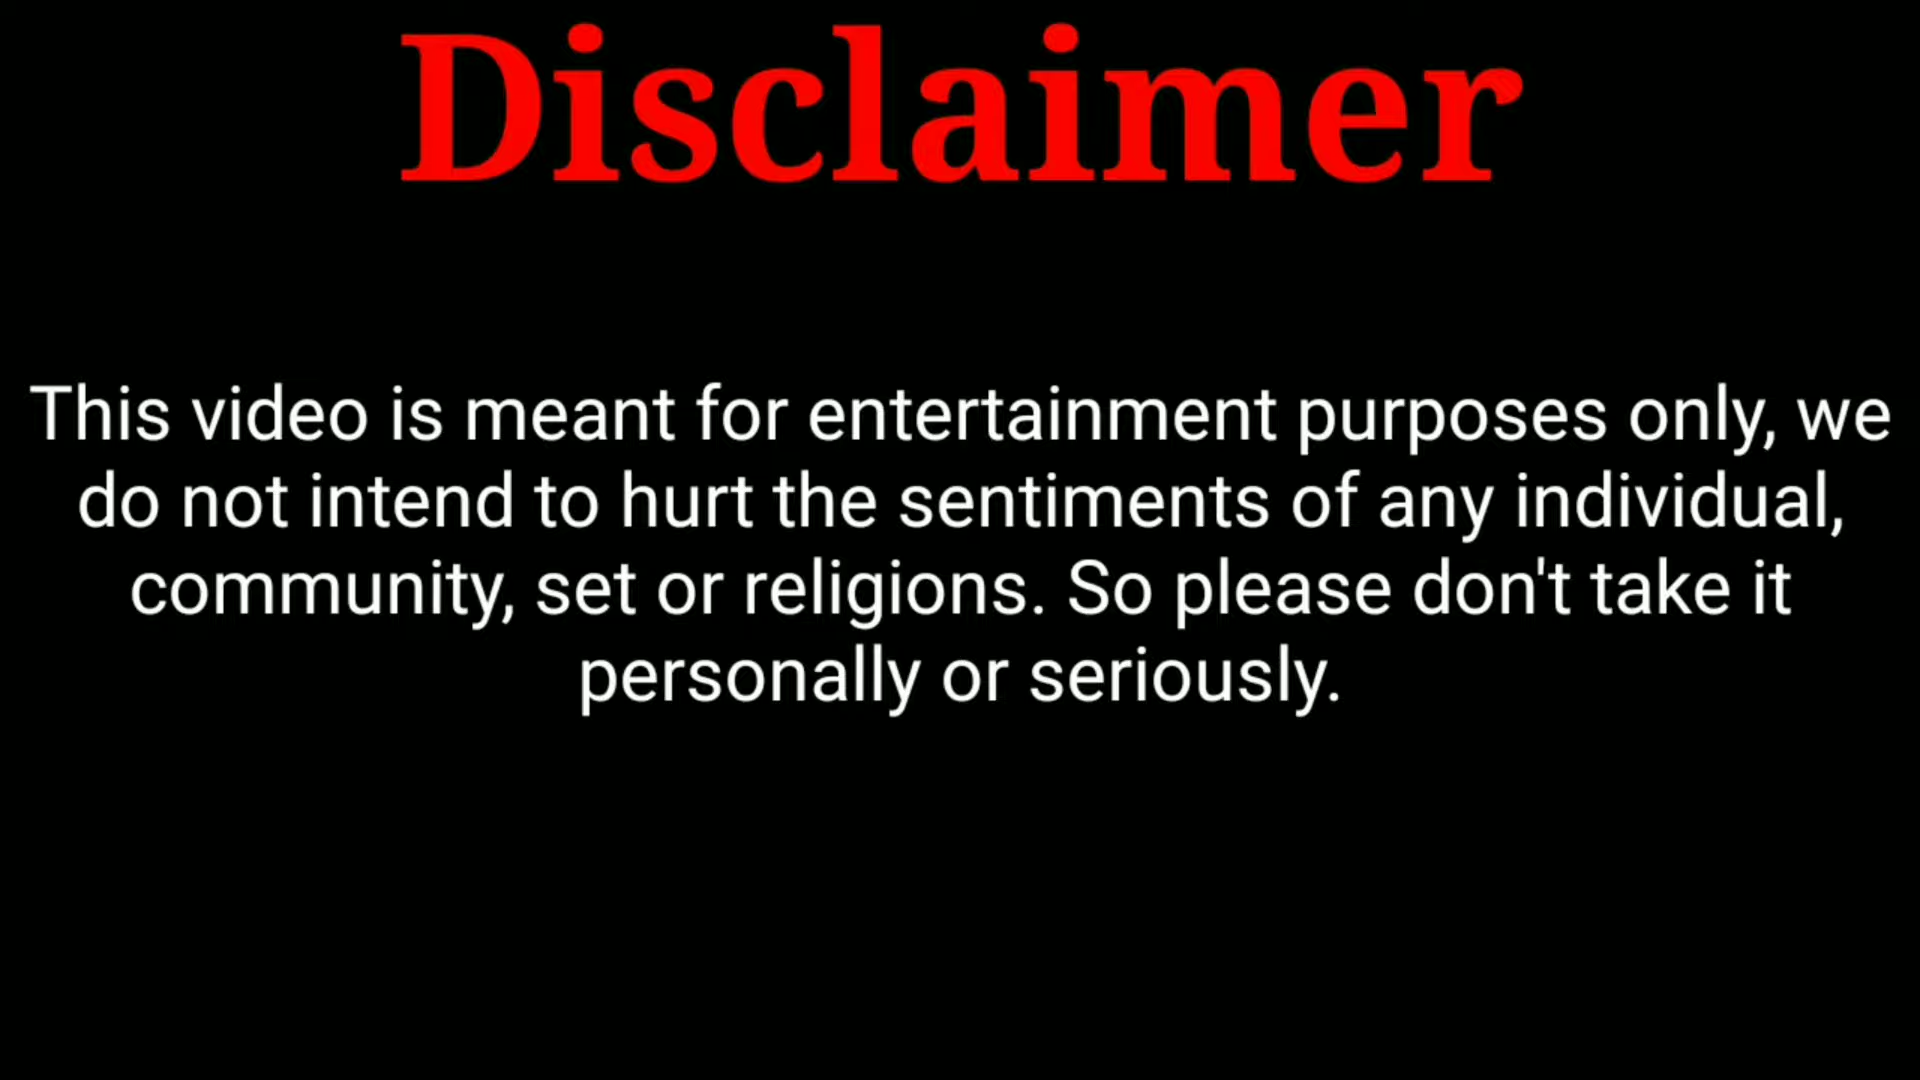 Disclaimer
This video is meant for entertainment purposes only, we
do not intend to hurt the sentiments of any individual,
community, set or religions. So please don't take it
personally or seriously.